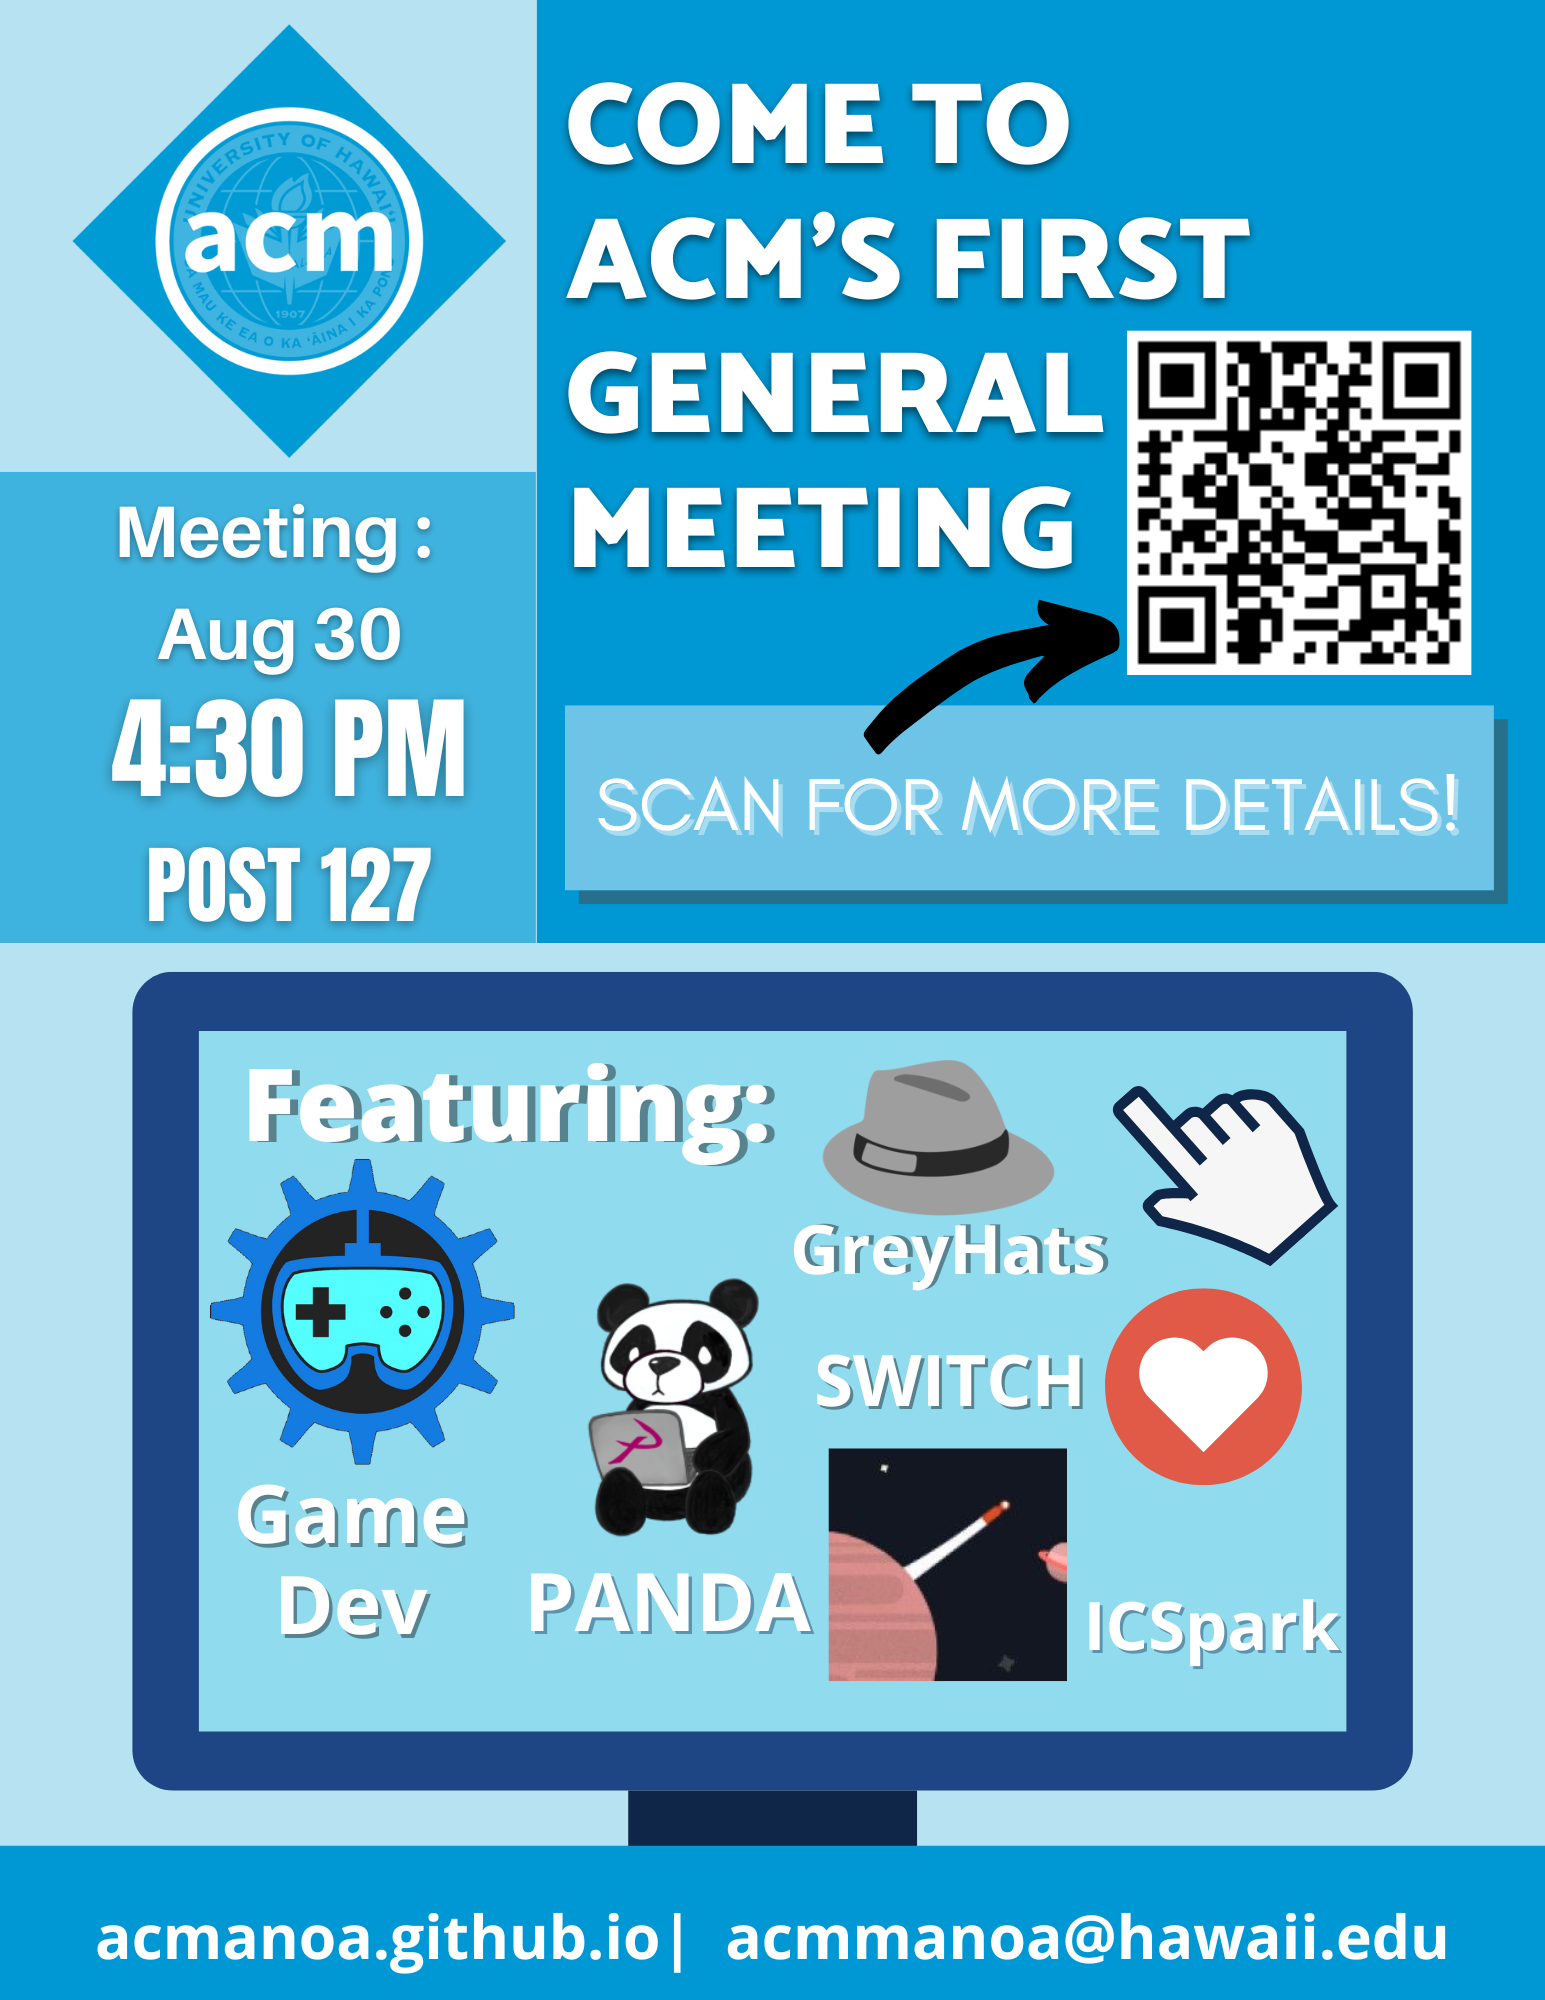 UNIVERSITY OF HAWAI‘I
acm
1907
MAU KE EA O KA ‘ĀINA I KA PONO
COME TO
ACM’S FIRST
GENERAL
MEETING
Meeting :
Aug 30
4:30 PM
POST 127
SCAN FOR MORE DETAILS!
Featuring:
GreyHats
SWITCH
Game
Dev
PANDA
ICSpark
acmanoa.github.io| acmmanoa@hawaii.edu